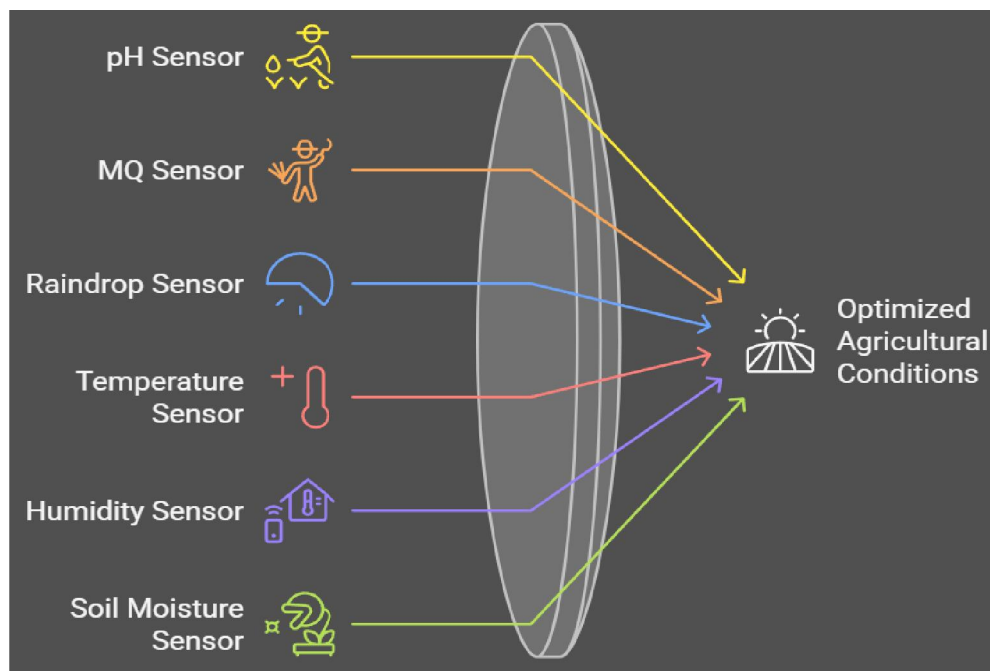 pH Sensor
MQ Sensor
Raindrop Sensor
Temperature
Sensor
Humidity Sensor
Soil Moisture
Sensor
Optimized
Agricultural
Conditions